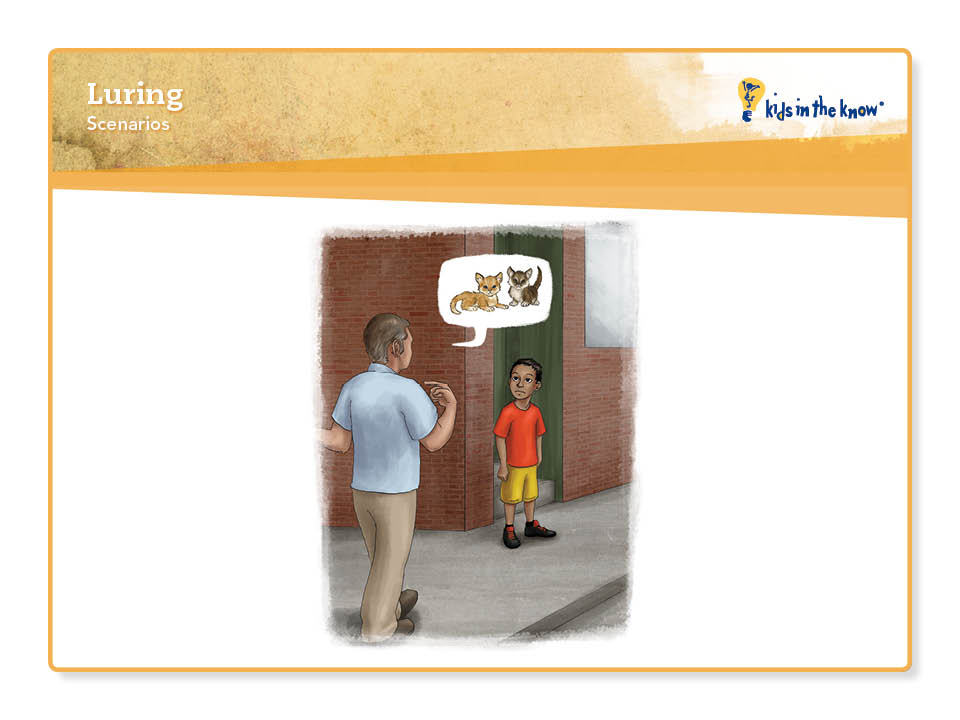 Luring
Scenarios
kids in the know®